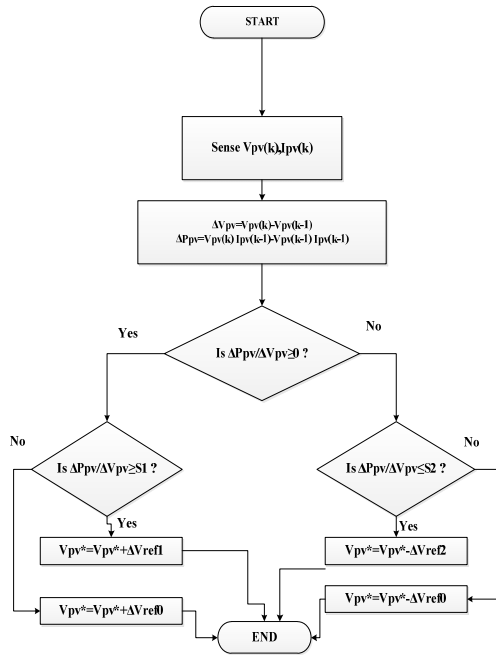 START
Sense Vpv(k),Ipv(k)
ΔVpv=Vpv(k)-Vpv(k-1)
ΔPpv=Vpv(k) Ipv(k-1)-Vpv(k-1) Ipv(k-1)
Yes
No
Is ΔPpv/ΔVpv≥0 ?
No
Is ΔPpv/ΔVpv≥S1 ?
Is ΔPpv/ΔVpv≤S2 ?
No
Yes
Yes
Vpv*=Vpv*+ΔVref1
Vpv*=Vpv*-ΔVref2
Vpv*=Vpv*+ΔVref0
Vpv*=Vpv*-ΔVref0
END